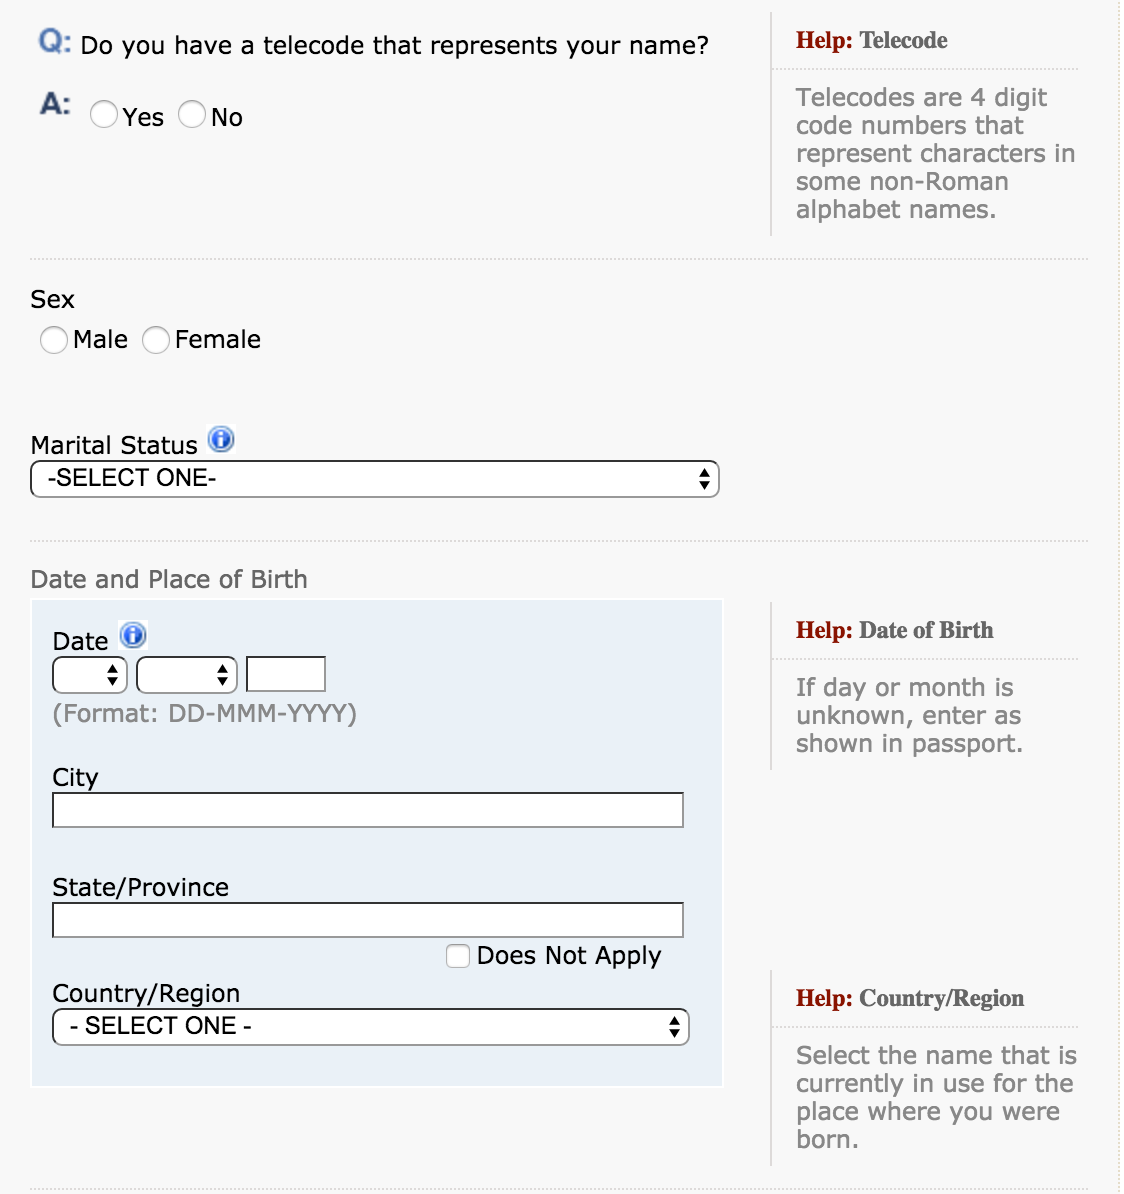 Q: Do you have a telecode that represents your name?
A: Yes No
Help: Telecode
Telecodes are 4 digit
code numbers that
represent characters in
some non-Roman
alphabet names.
Sex
Male Female
Marital Status
-SELECT ONE-
Date and Place of Birth
Date
(Format: DD-MMM-YYYY)
Help: Date of Birth
If day or month is
unknown, enter as
shown in passport.
City
State/Province
Does Not Apply
Country/Region
- SELECT ONE -
Help: Country/Region
Select the name that is
currently in use for the
place where you were
born.